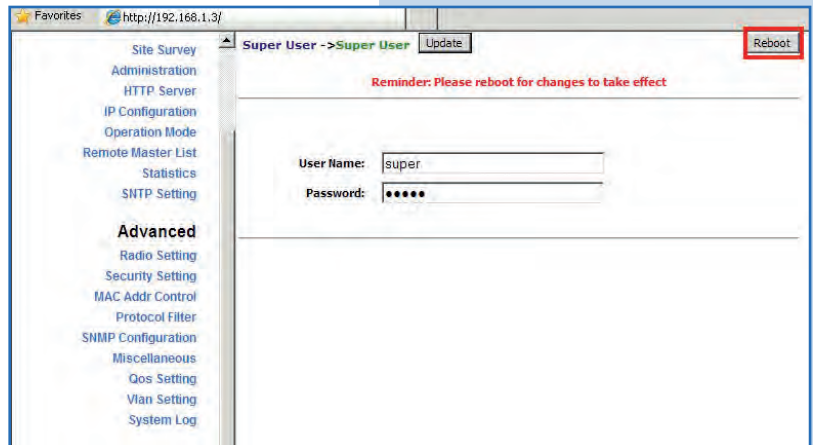 Favorites http://192.168.1.3/
Super User ->Super User Update Reboot
Reminder: Please reboot for changes to take effect
Site Survey
Administration
HTTP Server
IP Configuration
Operation Mode
Remote Master List
Statistics
SNTP Setting
Advanced
Radio Setting
Security Setting
MAC Addr Control
Protocol Filter
SNMP Configuration
Miscellaneous
Qos Setting
Vlan Setting
System Log
User Name: super
Password: •••••